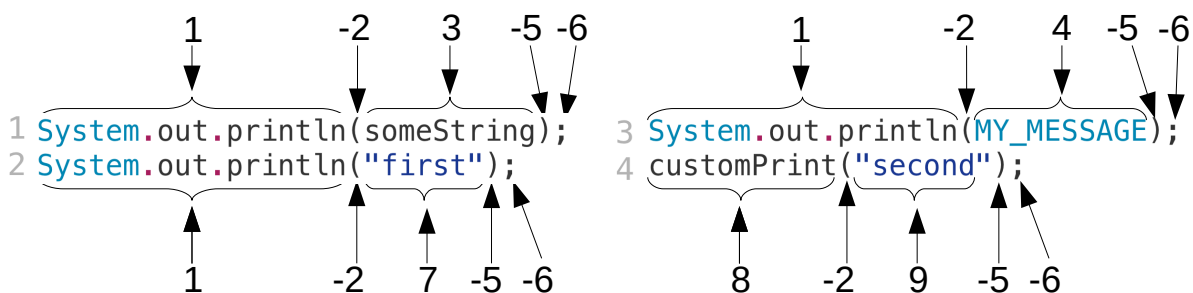 1 -2 3 -5 -6
1 System.out.println(someString);
2 System.out.println("first");
1 -2 7 -5 -6
1 -2 4 -5 -6
3 System.out.println(MY_MESSAGE);
4 customPrint("second");
8 -2 9 -5 -6